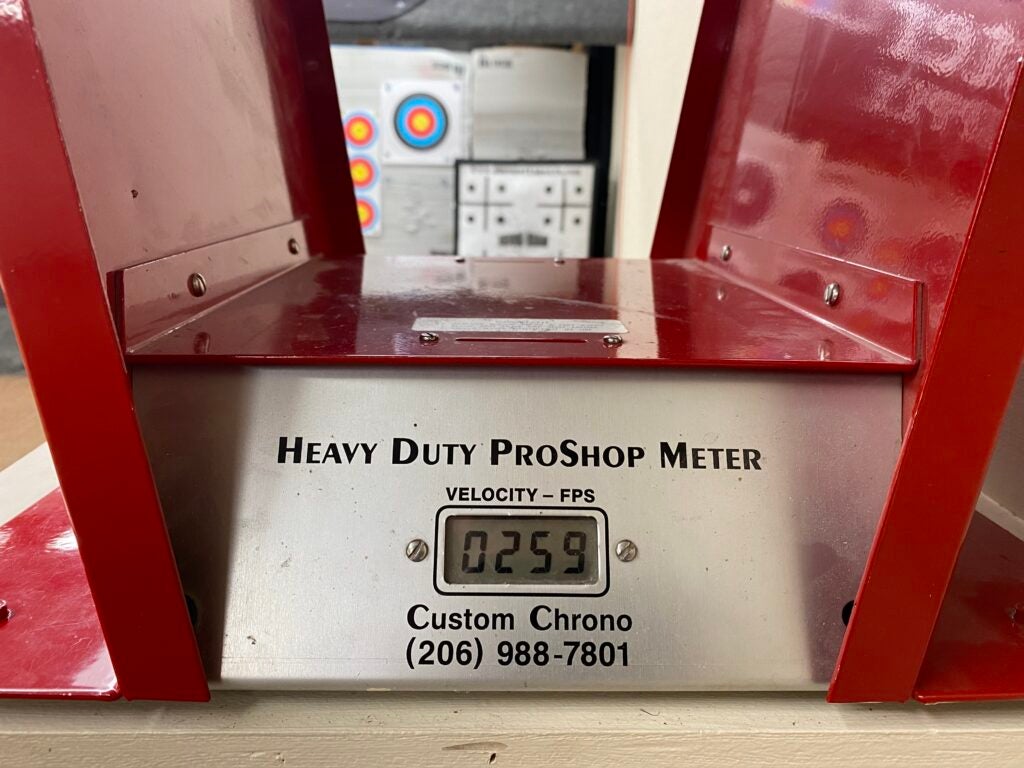 HEAVY DUTY PROSHOP METER
VELOCITY – FPS
0259
Custom Chrono
(206) 988-7801